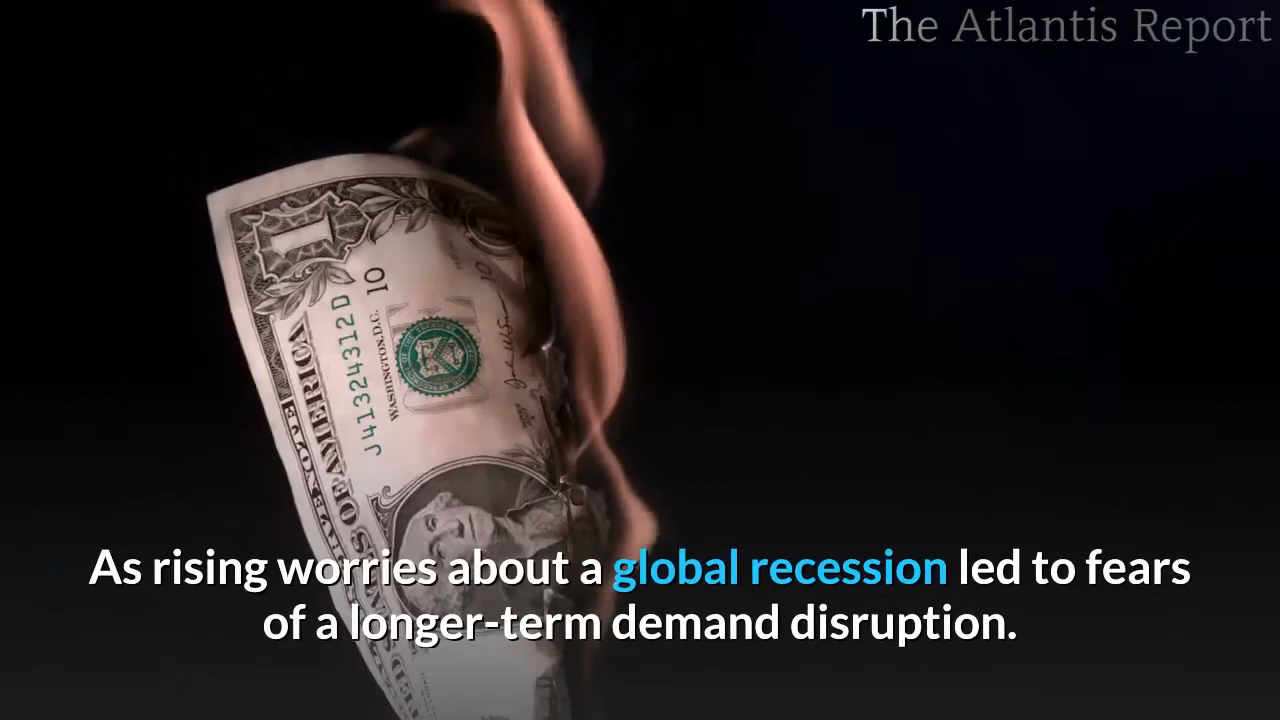 The Atlantis Report
1
10
J41324312D
WASHINGTON, D.C.
OF AMERICA
As rising worries about a global recession led to fears
of a longer-term demand disruption.